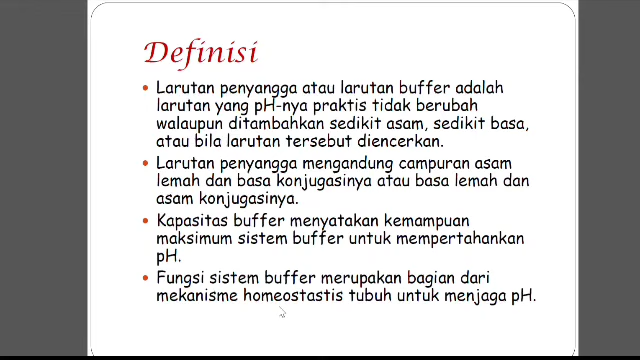 Definisi
• Larutan penyangga atau larutan buffer adalah
larutan yang pH-nya praktis tidak berubah
walaupun ditambahkan sedikit asam, sedikit basa,
atau bila larutan tersebut diencerkan.
• Larutan penyangga mengandung campuran asam
lemah dan basa konjugasinya atau basa lemah dan
asam konjugasinya.
• Kapasitas buffer menyatakan kemampuan
maksimum sistem buffer untuk mempertahankan
pH.
• Fungsi sistem buffer merupakan bagian dari
mekanisme homeostastis tubuh untuk menjaga pH.